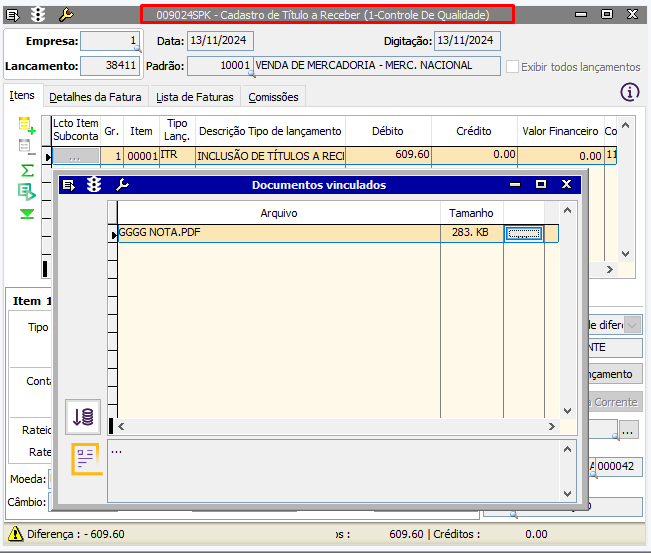 009024SPK - Cadastro de Título a Receber (1-Controle De Qualidade)
Empresa: 1 Data: 13/11/2024 Digitação: 13/11/2024
Lancamento: 38411 Padrão: 10001 VENDA DE MERCADORIA - MERC. NACIONAL Exibir todos lançamentos
Itens Detalhes da Fatura Lista de Faturas Comissões
Lcto Item Subconta Gr. Item Tipo Lanç. Descrição Tipo de lançamento Débito Crédito Valor Financeiro Co
... 1 00001 ITR INCLUSÃO DE TÍTULOS A RECI 609.60 0.00 0.00 11
Documentos vinculados
Arquivo Tamanho
GGGG NOTA.PDF 283. KB ...
...
Item 1
Tipo
Conta
Rateio
Rate
Moeda:
Câmbio:
de difere
NTE
nçamento
a Corrente
...
A 000042
0
Diferença : - 609.60 os : 609.60 | Créditos : 0.00